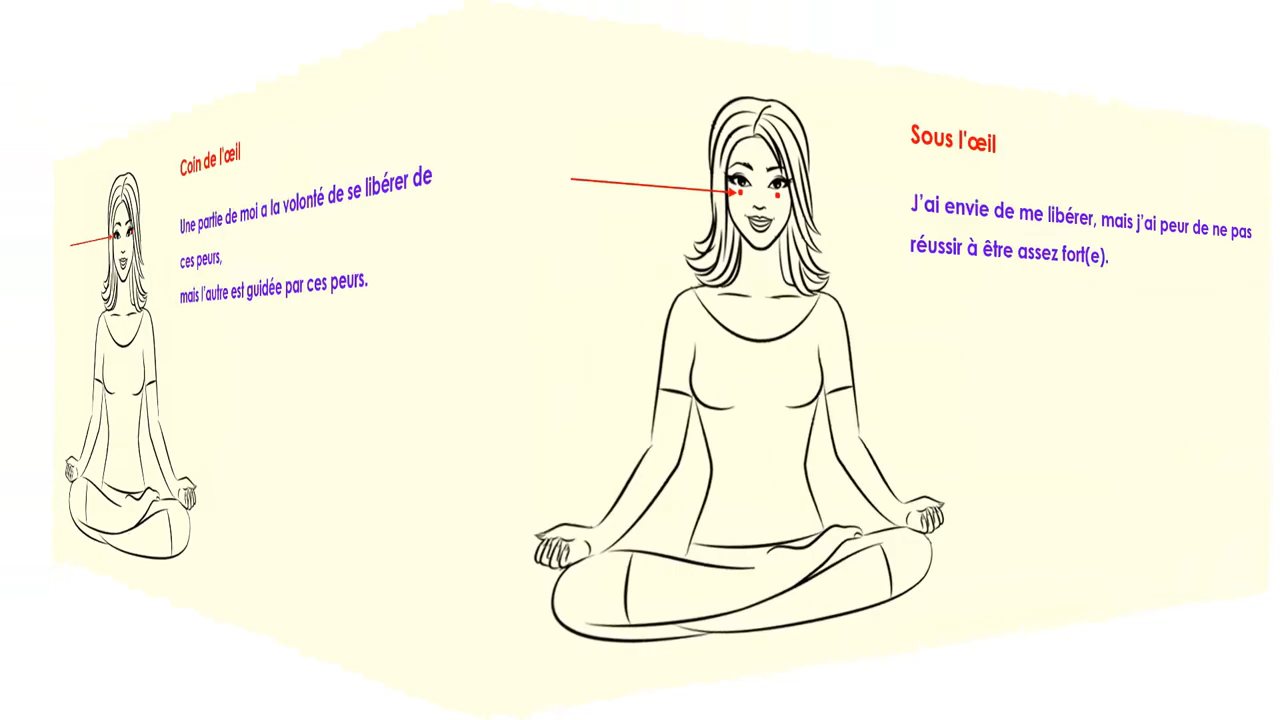 Coin de l'œil
Une partie de moi a la volonté de se libérer de
ces peurs,
mais l'autre est guidée par ces peurs.
Sous l'œil
J'ai envie de me libérer, mais j'ai peur de ne pas
réussir à être assez fort(e).